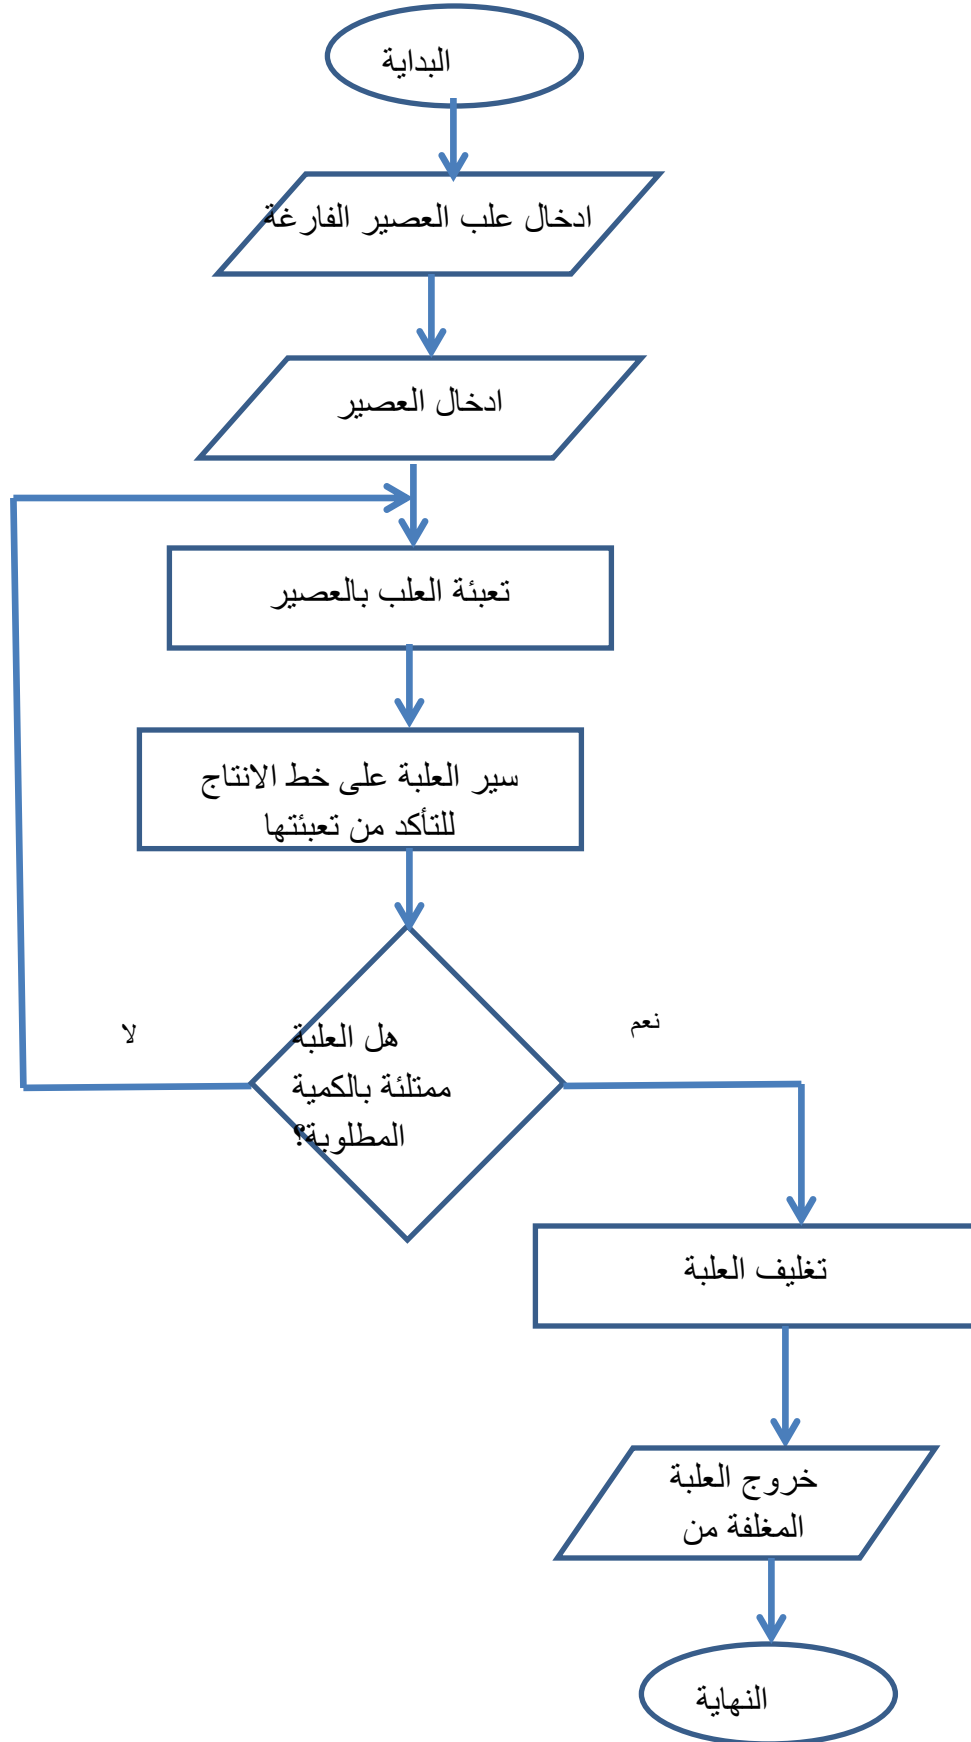 البداية
ادخال علب العصير الفارغة
ادخال العصير
تعبئة العلب بالعصير
سير العلبة على خط الانتاج
للتأكد من تعبئتها
هل العلبة
ممتلئة بالكمية
المطلوبة؟
نعم
لا
تغليف العلبة
خروج العلبة
المغلفة من
النهاية